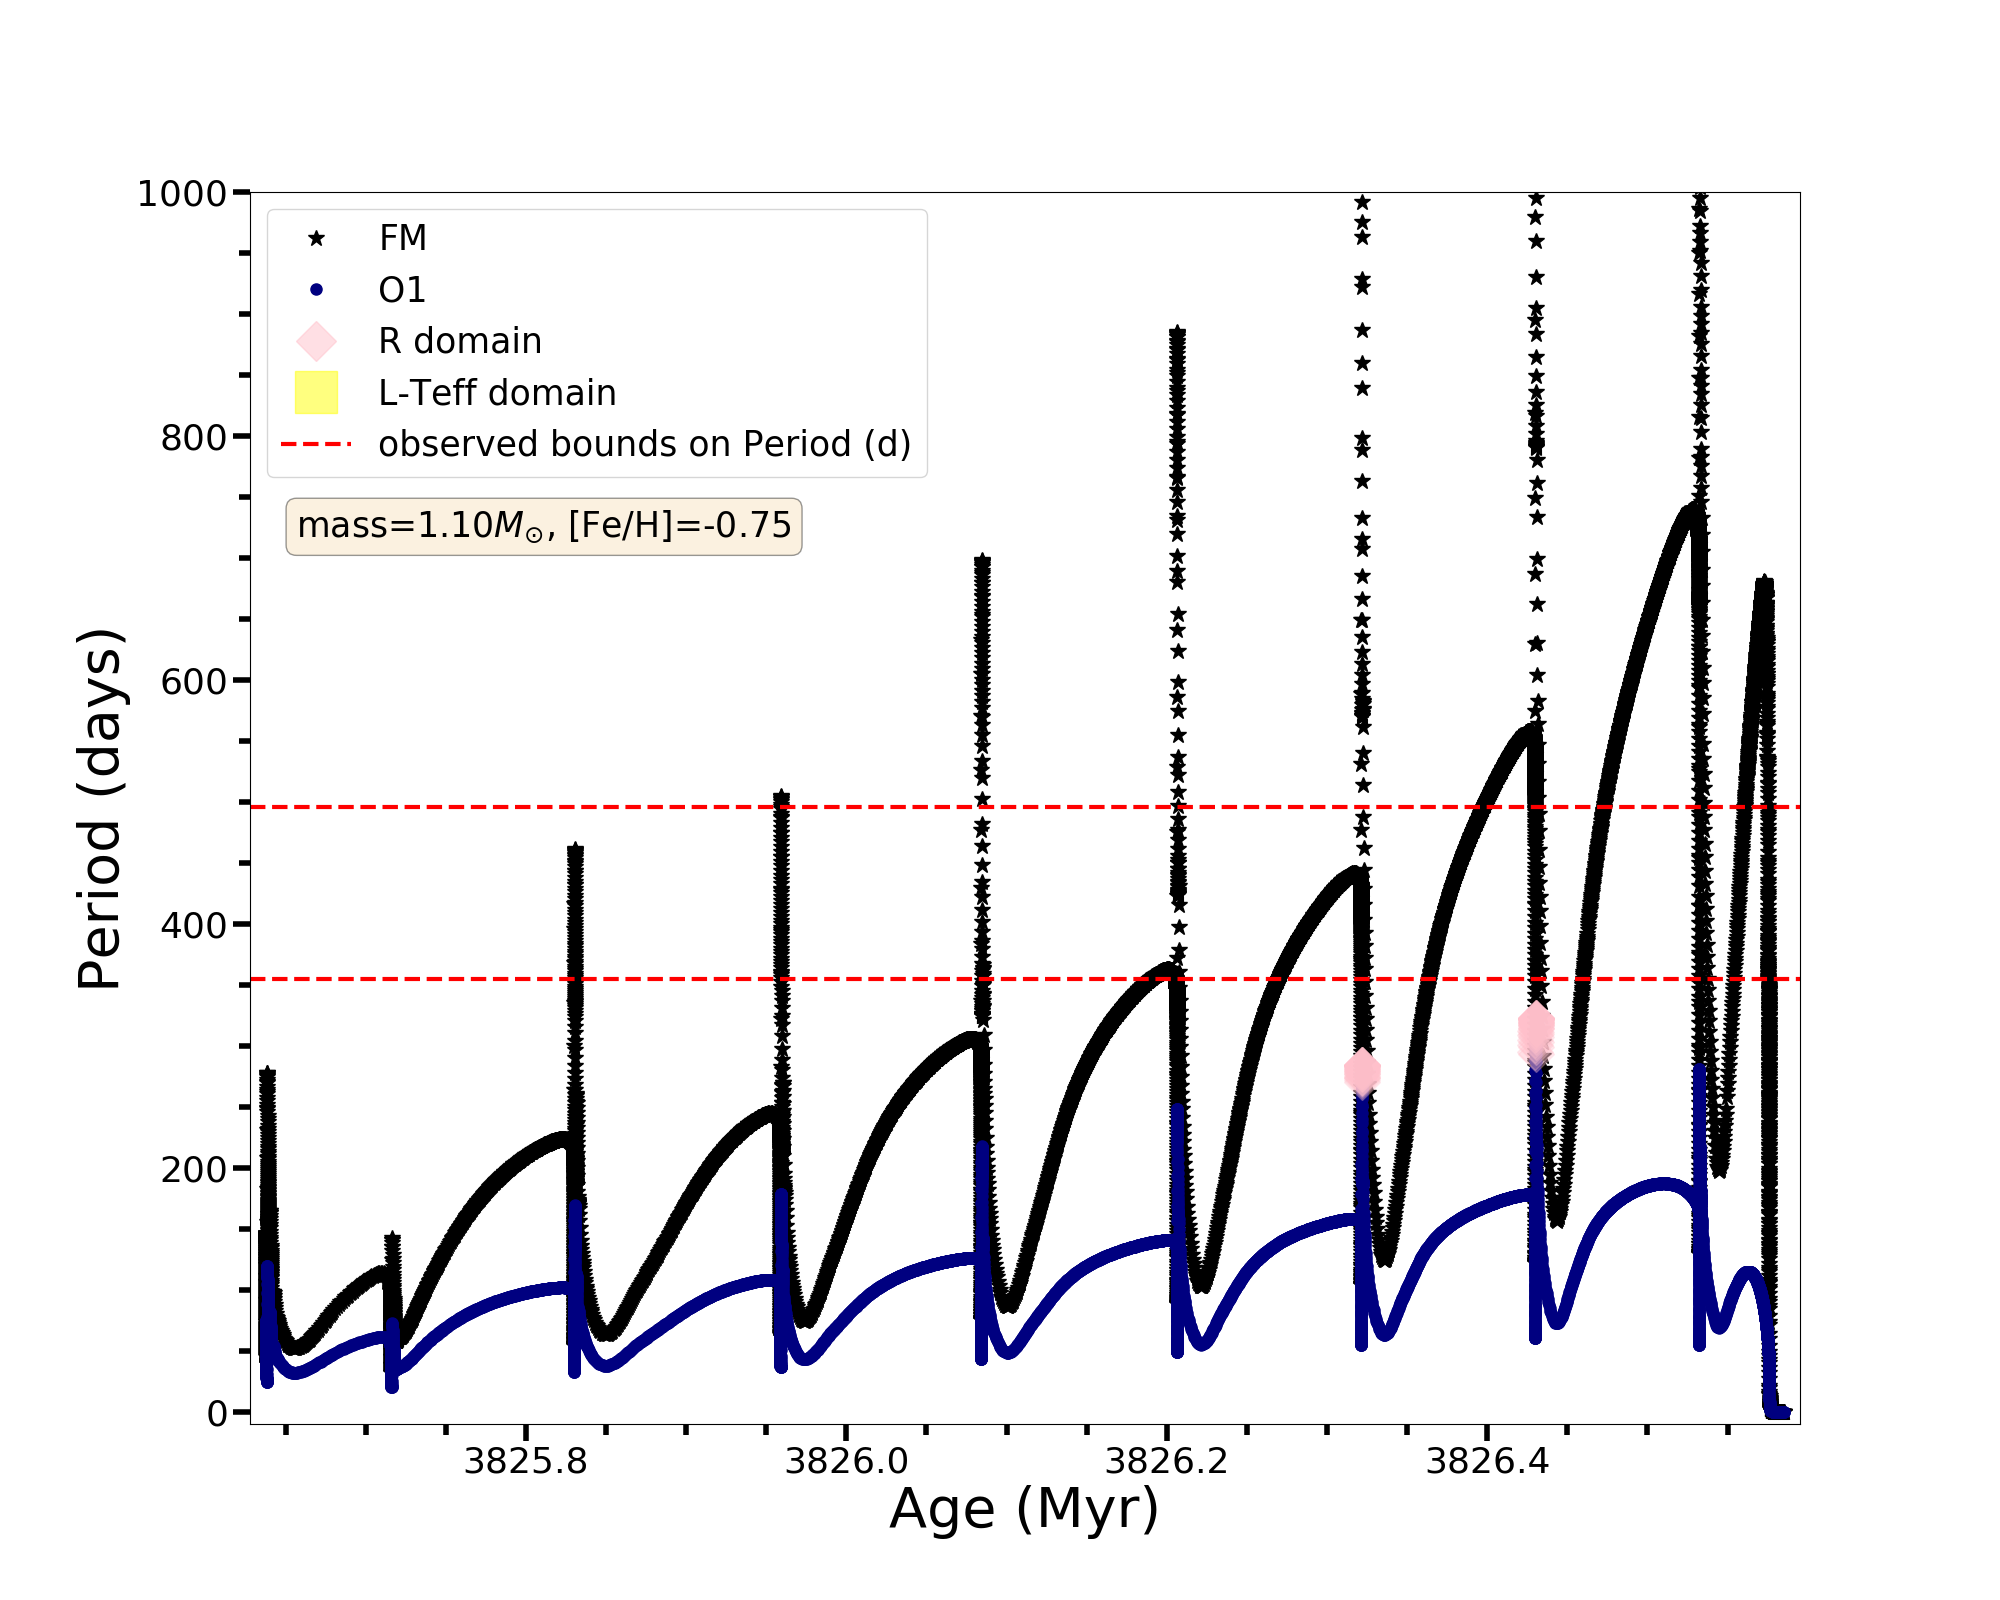 1000
800
600
400
200
0
Period (days)
FM
O1
R domain
L-Teff domain
observed bounds on Period (d)
mass=1.10M⊙, [Fe/H]=-0.75
3825.8 3826.0 3826.2 3826.4
Age (Myr)